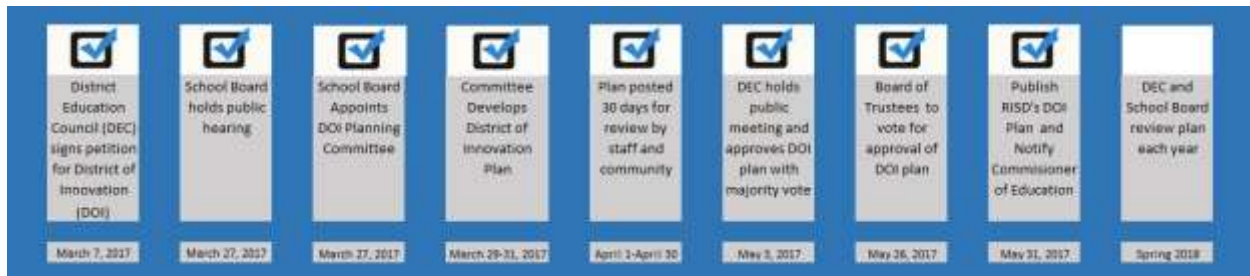 District
Education
Council (DEC)
signs petition
for District of
Innovation
(DOI)
March 7, 2017
School Board
holds public
hearing
March 27, 2017
School Board
Appoints
DOI Planning
Committee
March 27, 2017
Committee
Develops
District of
Innovation
Plan
March 29-31, 2017
Plan posted
30 days for
review by
staff and
community
April 1-April 30
DEC holds
public
meeting and
approves DOI
plan with
majority vote
May 3, 2017
Board of
Trustees to
vote for
approval of
DOI plan
May 26, 2017
Publish
RISD's DOI
Plan and
Notify
Commisioner
of Education
May 31, 2017
DEC and
School Board
review plan
each year
Spring 2018